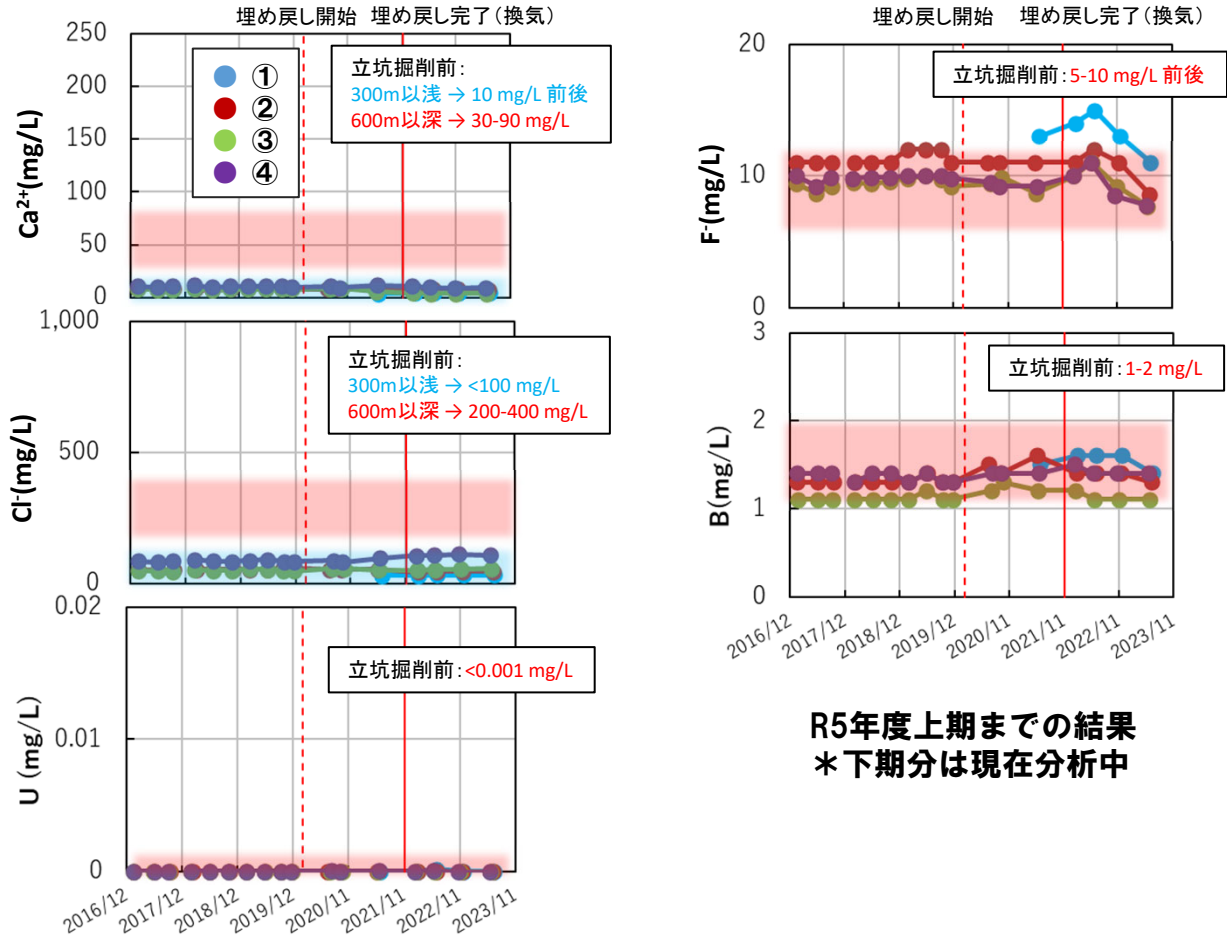 埋め戻し開始 埋め戻し完了(換気)
250
200
150
100
50
0
Ca²⁺(mg/L)
①
②
③
④
立坑掘削前:
300m以浅 → 10 mg/L 前後
600m以深 → 30-90 mg/L
1,000
500
0
Cl⁻(mg/L)
立坑掘削前:
300m以浅 → <100 mg/L
600m以深 → 200-400 mg/L
0.02
0.01
0
U (mg/L)
立坑掘削前:<0.001 mg/L
2016/12 2017/12 2018/12 2019/12 2020/11 2021/11 2022/11 2023/11
埋め戻し開始 埋め戻し完了(換気)
20
10
0
F⁻(mg/L)
立坑掘削前:5-10 mg/L 前後
3
2
1
0
B(mg/L)
立坑掘削前:1-2 mg/L
2016/12 2017/12 2018/12 2019/12 2020/11 2021/11 2022/11 2023/11
R5年度上期までの結果
*下期分は現在分析中